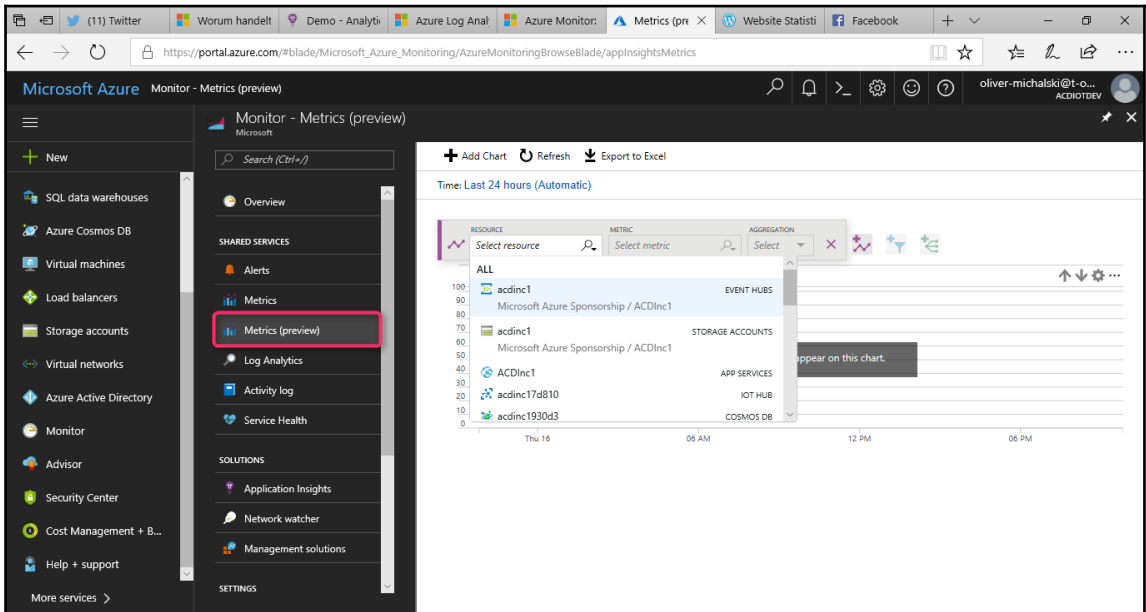 (11) Twitter
Worum handelt
Demo - Analytic
Azure Log Anal
Azure Monitor:
Metrics (pre
Website Statisti
Facebook
https://portal.azure.com/#blade/Microsoft_Azure_Monitoring/AzureMonitoringBrowseBlade/appInsightsMetrics
Microsoft Azure Monitor - Metrics (preview)
oliver-michalski@t-o...
ACDIOTDEV
New
SQL data warehouses
Azure Cosmos DB
Virtual machines
Load balancers
Storage accounts
Virtual networks
Azure Active Directory
Monitor
Advisor
Security Center
Cost Management + B...
Help + support
More services >
Monitor - Metrics (preview)
Microsoft
Search (Ctrl+/)
Overview
SHARED SERVICES
Alerts
Metrics
Metrics (preview)
Log Analytics
Activity log
Service Health
SOLUTIONS
Application Insights
Network watcher
Management solutions
SETTINGS
Add Chart Refresh Export to Excel
Time: Last 24 hours (Automatic)
RESOURCE METRIC AGGREGATION
Select resource Select metric Select
ALL
acdinc1 EVENT HUBS
Microsoft Azure Sponsorship / ACDInc1
acdinc1 STORAGE ACCOUNTS
Microsoft Azure Sponsorship / ACDInc1
ACDInc1 APP SERVICES
acdinc17d810 IOT HUB
acdinc1930d3 COSMOS DB
appear on this chart.
100
90
80
70
60
50
40
30
20
10
0
Thu 16 06 AM 12 PM 06 PM